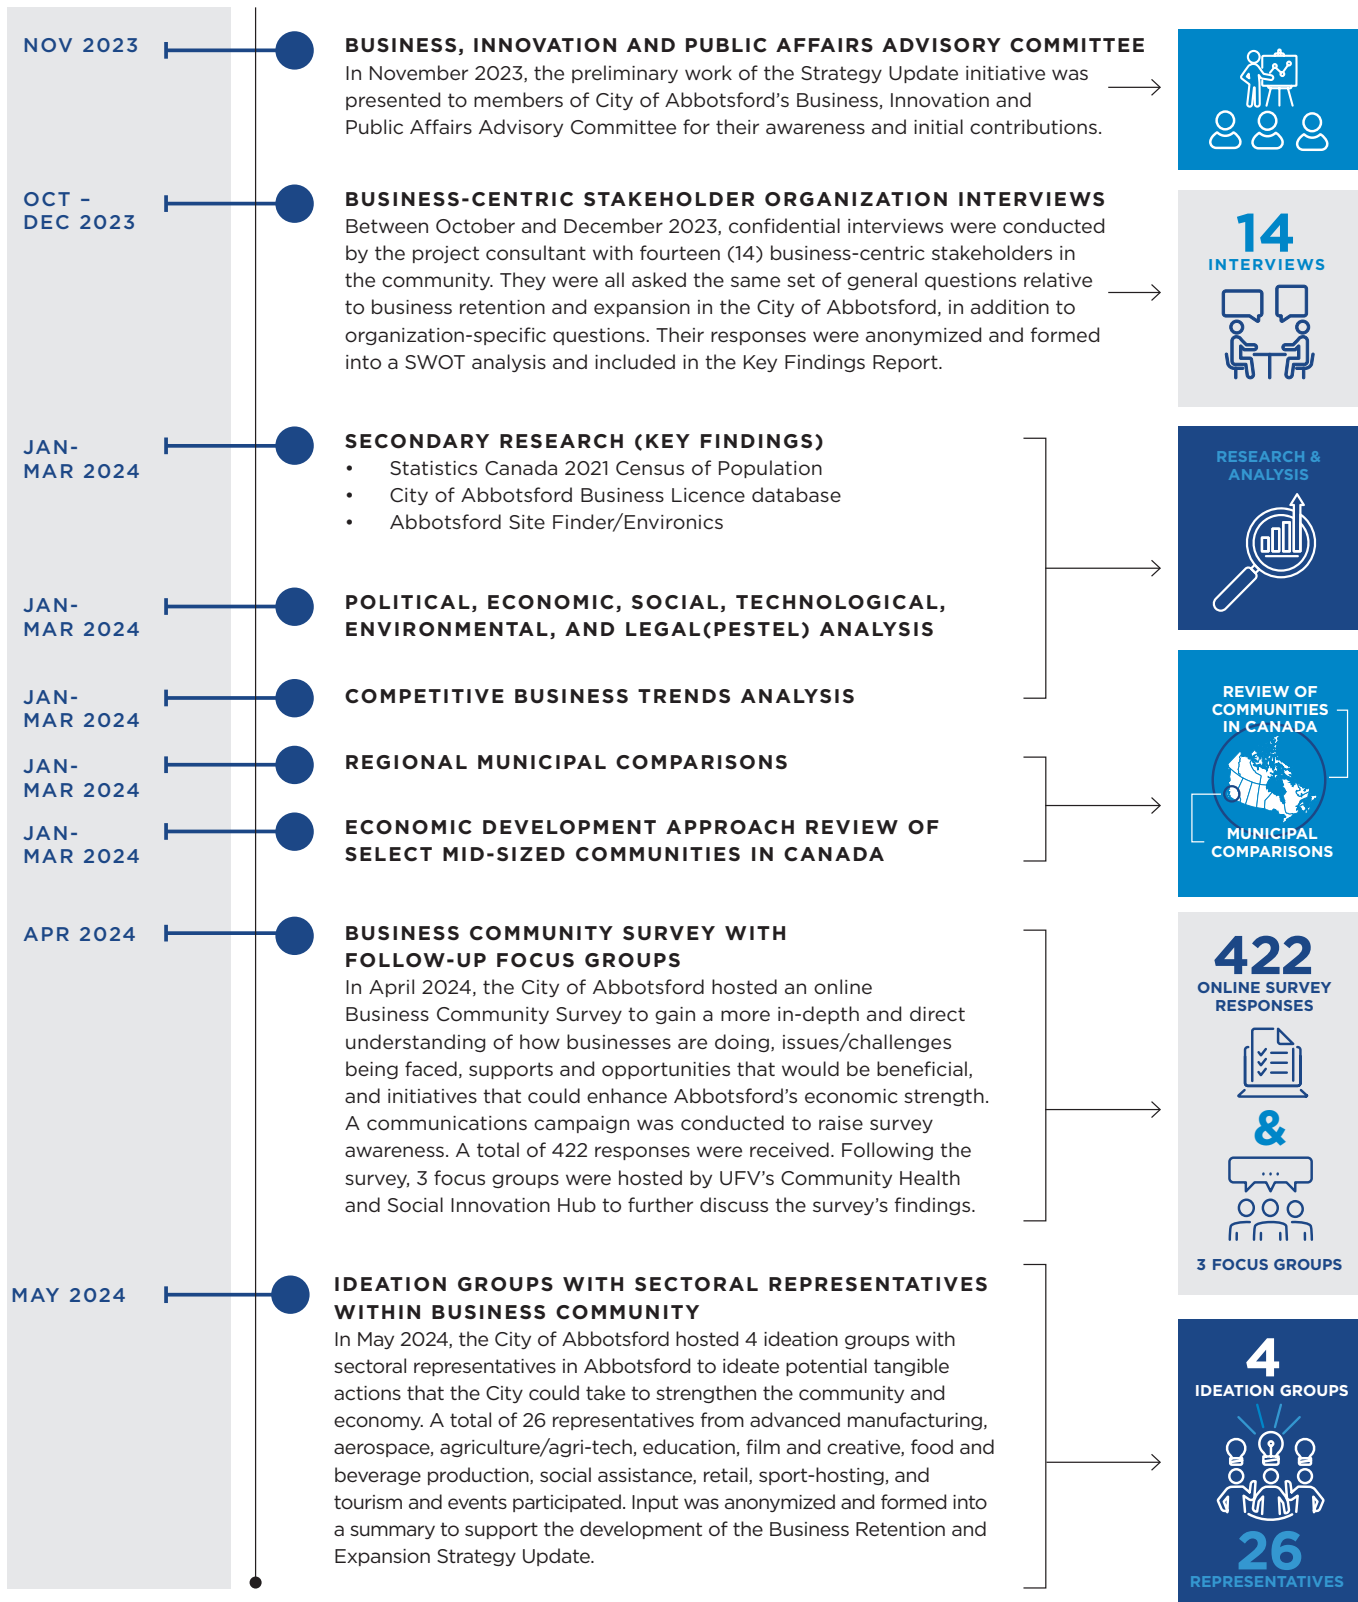 NOV 2023
BUSINESS, INNOVATION AND PUBLIC AFFAIRS ADVISORY COMMITTEE
In November 2023, the preliminary work of the Strategy Update initiative was
presented to members of City of Abbotsford’s Business, Innovation and
Public Affairs Advisory Committee for their awareness and initial contributions.
OCT –
DEC 2023
BUSINESS-CENTRIC STAKEHOLDER ORGANIZATION INTERVIEWS
Between October and December 2023, confidential interviews were conducted
by the project consultant with fourteen (14) business-centric stakeholders in
the community. They were all asked the same set of general questions relative
to business retention and expansion in the City of Abbotsford, in addition to
organization-specific questions. Their responses were anonymized and formed
into a SWOT analysis and included in the Key Findings Report.
14
INTERVIEWS
JAN-
MAR 2024
SECONDARY RESEARCH (KEY FINDINGS)
• Statistics Canada 2021 Census of Population
• City of Abbotsford Business Licence database
• Abbotsford Site Finder/Environics
RESEARCH &
ANALYSIS
JAN-
MAR 2024
POLITICAL, ECONOMIC, SOCIAL, TECHNOLOGICAL,
ENVIRONMENTAL, AND LEGAL(PESTEL) ANALYSIS
JAN-
MAR 2024
COMPETITIVE BUSINESS TRENDS ANALYSIS
JAN-
MAR 2024
REGIONAL MUNICIPAL COMPARISONS
JAN-
MAR 2024
ECONOMIC DEVELOPMENT APPROACH REVIEW OF
SELECT MID-SIZED COMMUNITIES IN CANADA
REVIEW OF
COMMUNITIES
IN CANADA
MUNICIPAL
COMPARISONS
APR 2024
BUSINESS COMMUNITY SURVEY WITH
FOLLOW-UP FOCUS GROUPS
In April 2024, the City of Abbotsford hosted an online
Business Community Survey to gain a more in-depth and direct
understanding of how businesses are doing, issues/challenges
being faced, supports and opportunities that would be beneficial,
and initiatives that could enhance Abbotsford’s economic strength.
A communications campaign was conducted to raise survey
awareness. A total of 422 responses were received. Following the
survey, 3 focus groups were hosted by UFV’s Community Health
and Social Innovation Hub to further discuss the survey’s findings.
422
ONLINE SURVEY
RESPONSES
&
3 FOCUS GROUPS
MAY 2024
IDEATION GROUPS WITH SECTORAL REPRESENTATIVES
WITHIN BUSINESS COMMUNITY
In May 2024, the City of Abbotsford hosted 4 ideation groups with
sectoral representatives in Abbotsford to ideate potential tangible
actions that the City could take to strengthen the community and
economy. A total of 26 representatives from advanced manufacturing,
aerospace, agriculture/agri-tech, education, film and creative, food and
beverage production, social assistance, retail, sport-hosting, and
tourism and events participated. Input was anonymized and formed into
a summary to support the development of the Business Retention and
Expansion Strategy Update.
4
IDEATION GROUPS
26
REPRESENTATIVES